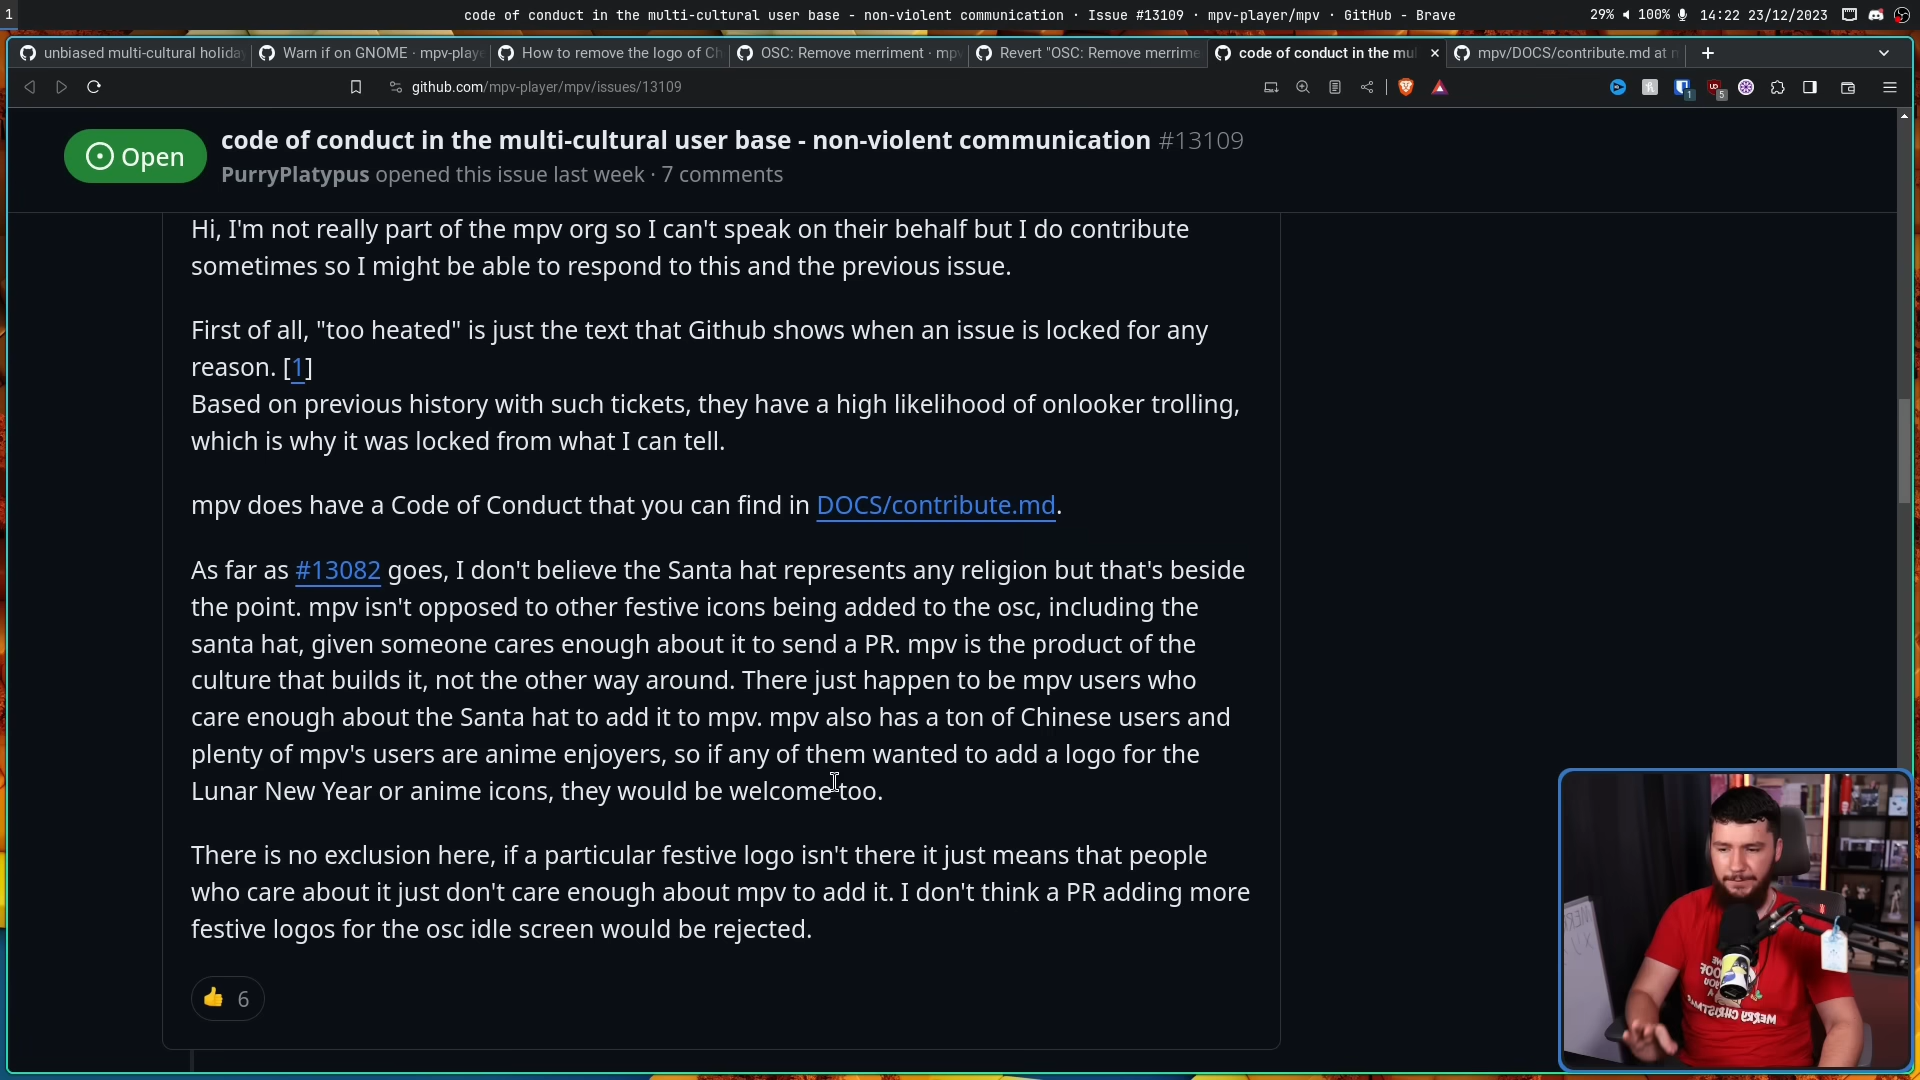 1
code of conduct in the multi-cultural user base - non-violent communication · Issue #13109 · mpv-player/mpv · GitHub - Brave
29% 100% 14:22 23/12/2023
unbiased multi-cultural holida
Warn if on GNOME · mpv-playe
How to remove the logo of Ch
OSC: Remove merriment · mpv
Revert "OSC: Remove merrime
code of conduct in the mul
mpv/DOCS/contribute.md at m
github.com/mpv-player/mpv/issues/13109
1
5
Open
code of conduct in the multi-cultural user base - non-violent communication #13109
PurryPlatypus opened this issue last week · 7 comments
Hi, I'm not really part of the mpv org so I can't speak on their behalf but I do contribute
sometimes so I might be able to respond to this and the previous issue.
First of all, "too heated" is just the text that Github shows when an issue is locked for any
reason. [1]
Based on previous history with such tickets, they have a high likelihood of onlooker trolling,
which is why it was locked from what I can tell.
mpv does have a Code of Conduct that you can find in DOCS/contribute.md.
As far as #13082 goes, I don't believe the Santa hat represents any religion but that's beside
the point. mpv isn't opposed to other festive icons being added to the osc, including the
santa hat, given someone cares enough about it to send a PR. mpv is the product of the
culture that builds it, not the other way around. There just happen to be mpv users who
care enough about the Santa hat to add it to mpv. mpv also has a ton of Chinese users and
plenty of mpv's users are anime enjoyers, so if any of them wanted to add a logo for the
Lunar New Year or anime icons, they would be welcome too.
There is no exclusion here, if a particular festive logo isn't there it just means that people
who care about it just don't care enough about mpv to add it. I don't think a PR adding more
festive logos for the osc idle screen would be rejected.
👍 6
MERRY CHRISTMAS